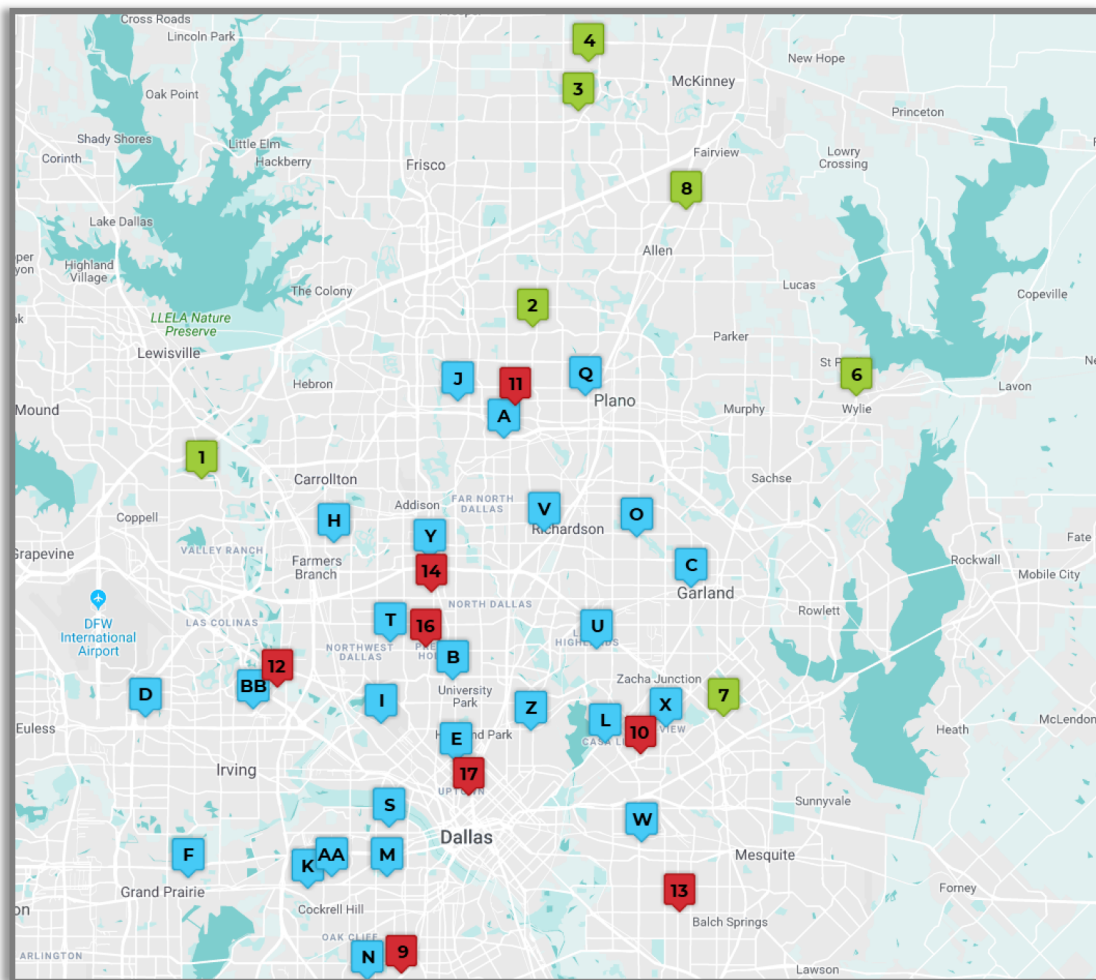 Cross Roads
Lincoln Park
4
New Hope
McKinney
3
Oak Point
Princeton
Shady Shores
Little Elm
Hackberry
Corinth
Frisco
Fairview
Lowry
Crossing
8
Lake Dallas
Allen
Highland
Village
The Colony
Lucas
Copeville
2
LLELA Nature
Preserve
Parker
Lewisville
J
11
Q
6
Hebron
Plano
Lavon
A
Murphy
Wylie
Mound
1
Carrollton
Sachse
Addison
FAR NORTH
DALLAS
V
O
Coppell
H
Richardson
Y
Fate
VALLEY RANCH
Grapevine
Farmers
Branch
14
C
Rockwall
Mobile City
Garland
NORTH DALLAS
Rowlett
DFW
International
Airport
LAS COLINAS
T
16
U
NORTHWEST
DALLAS
B
12
Zacha Junction
D
BB
University
Park
7
I
Z
L
X
McLendon
Euless
E
10
Heath
Irving
17
Sunnyvale
S
W
Dallas
Mesquite
F
K
AA
M
Grand Prairie
13
Forney
Cockrell Hill
Balch Springs
OAK CLIFF
N
9
ARLINGTON
Lawson